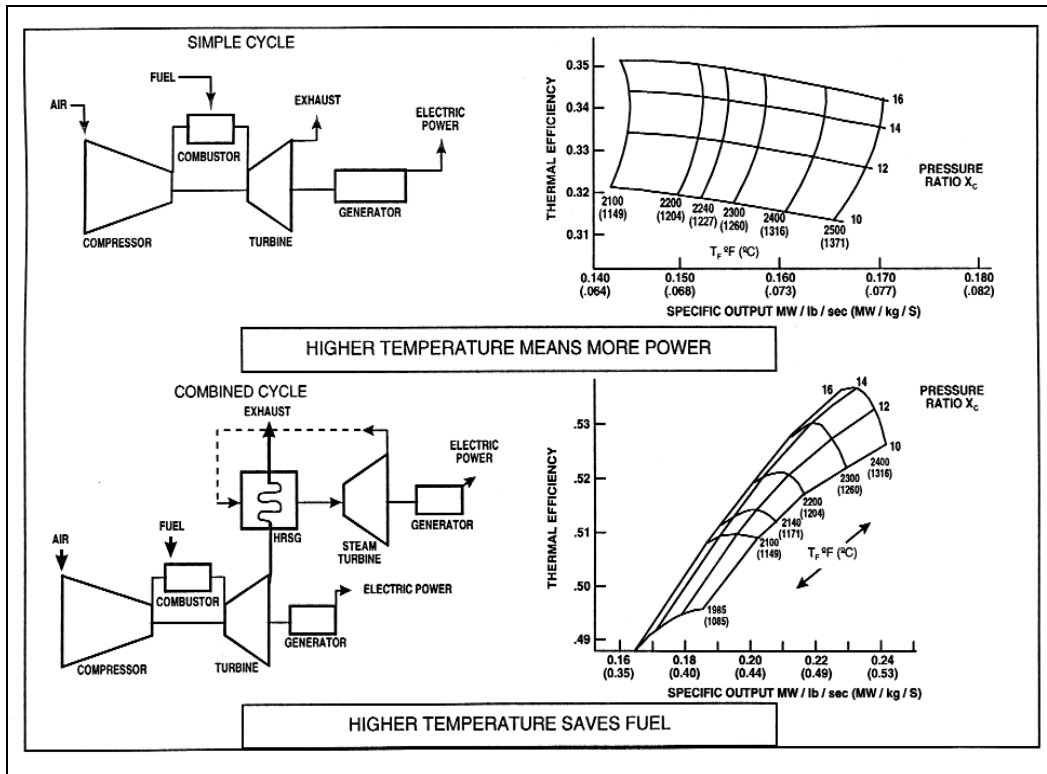 SIMPLE CYCLE
FUEL
AIR
EXHAUST
ELECTRIC
POWER
COMBUSTOR
GENERATOR
COMPRESSOR
TURBINE
THERMAL EFFICIENCY
0.35
0.34
0.33
0.32
0.31
16
14
12
10
PRESSURE
RATIO X_C
2100
(1149)
2200
(1204)
2240
(1227)
2300
(1260)
2400
(1316)
2500
(1371)
T_F ºF (ºC)
0.140
(.064)
0.150
(.068)
0.160
(.073)
0.170
(.077)
0.180
(.082)
SPECIFIC OUTPUT MW / lb / sec (MW / kg / S)
HIGHER TEMPERATURE MEANS MORE POWER
COMBINED CYCLE
EXHAUST
ELECTRIC
POWER
HRSG
STEAM
TURBINE
GENERATOR
FUEL
AIR
COMBUSTOR
ELECTRIC POWER
GENERATOR
COMPRESSOR
TURBINE
THERMAL EFFICIENCY
.53
.52
.51
.50
.49
16
14
12
10
PRESSURE
RATIO X_C
2400
(1316)
2300
(1260)
2200
(1204)
2140
(1171)
2100
(1149)
1985
(1085)
T_F ºF (ºC)
0.16
(0.35)
0.18
(0.40)
0.20
(0.44)
0.22
(0.49)
0.24
(0.53)
SPECIFIC OUTPUT MW / lb / sec (MW / kg / S)
HIGHER TEMPERATURE SAVES FUEL